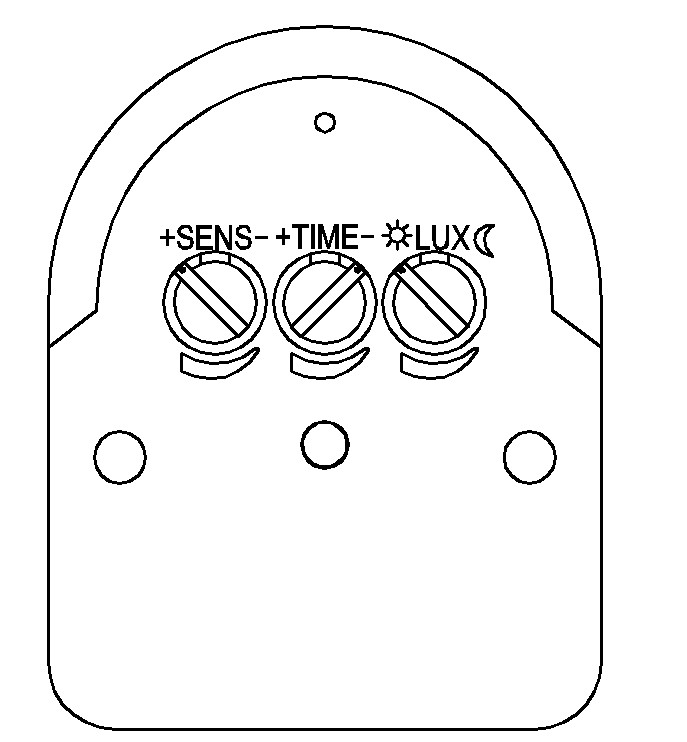 +SENS- +TIME- ☼LUX☾